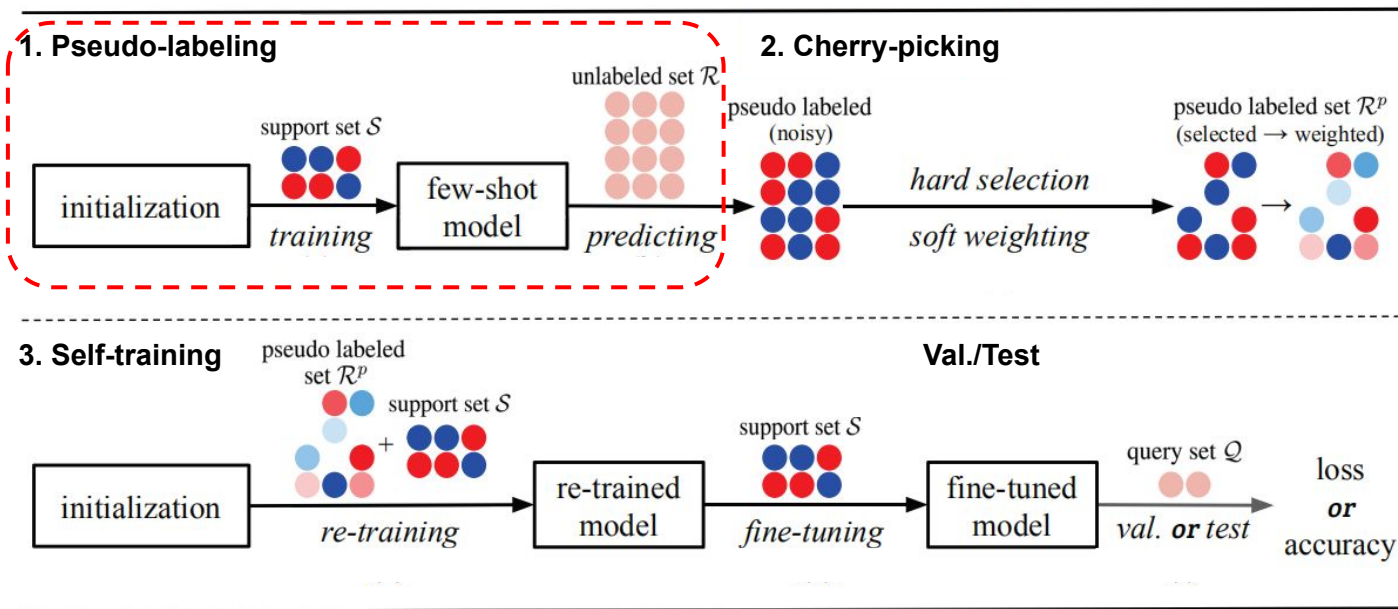 1. Pseudo-labeling
2. Cherry-picking
unlabeled set R
support set S
initialization
training
few-shot
model
predicting
pseudo labeled
(noisy)
hard selection
soft weighting
pseudo labeled set Rᵖ
(selected → weighted)
→
3. Self-training
Val./Test
pseudo labeled
set Rᵖ
+
support set S
initialization
re-training
re-trained
model
support set S
fine-tuning
fine-tuned
model
query set Q
val. or test
loss
or
accuracy